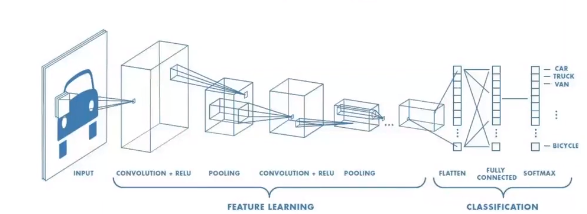 CAR
TRUCK
VAN
BICYCLE
INPUT
CONVOLUTION + RELU
POOLING
CONVOLUTION + RELU
POOLING
FLATTEN
FULLY
CONNECTED
SOFTMAX
FEATURE LEARNING
CLASSIFICATION